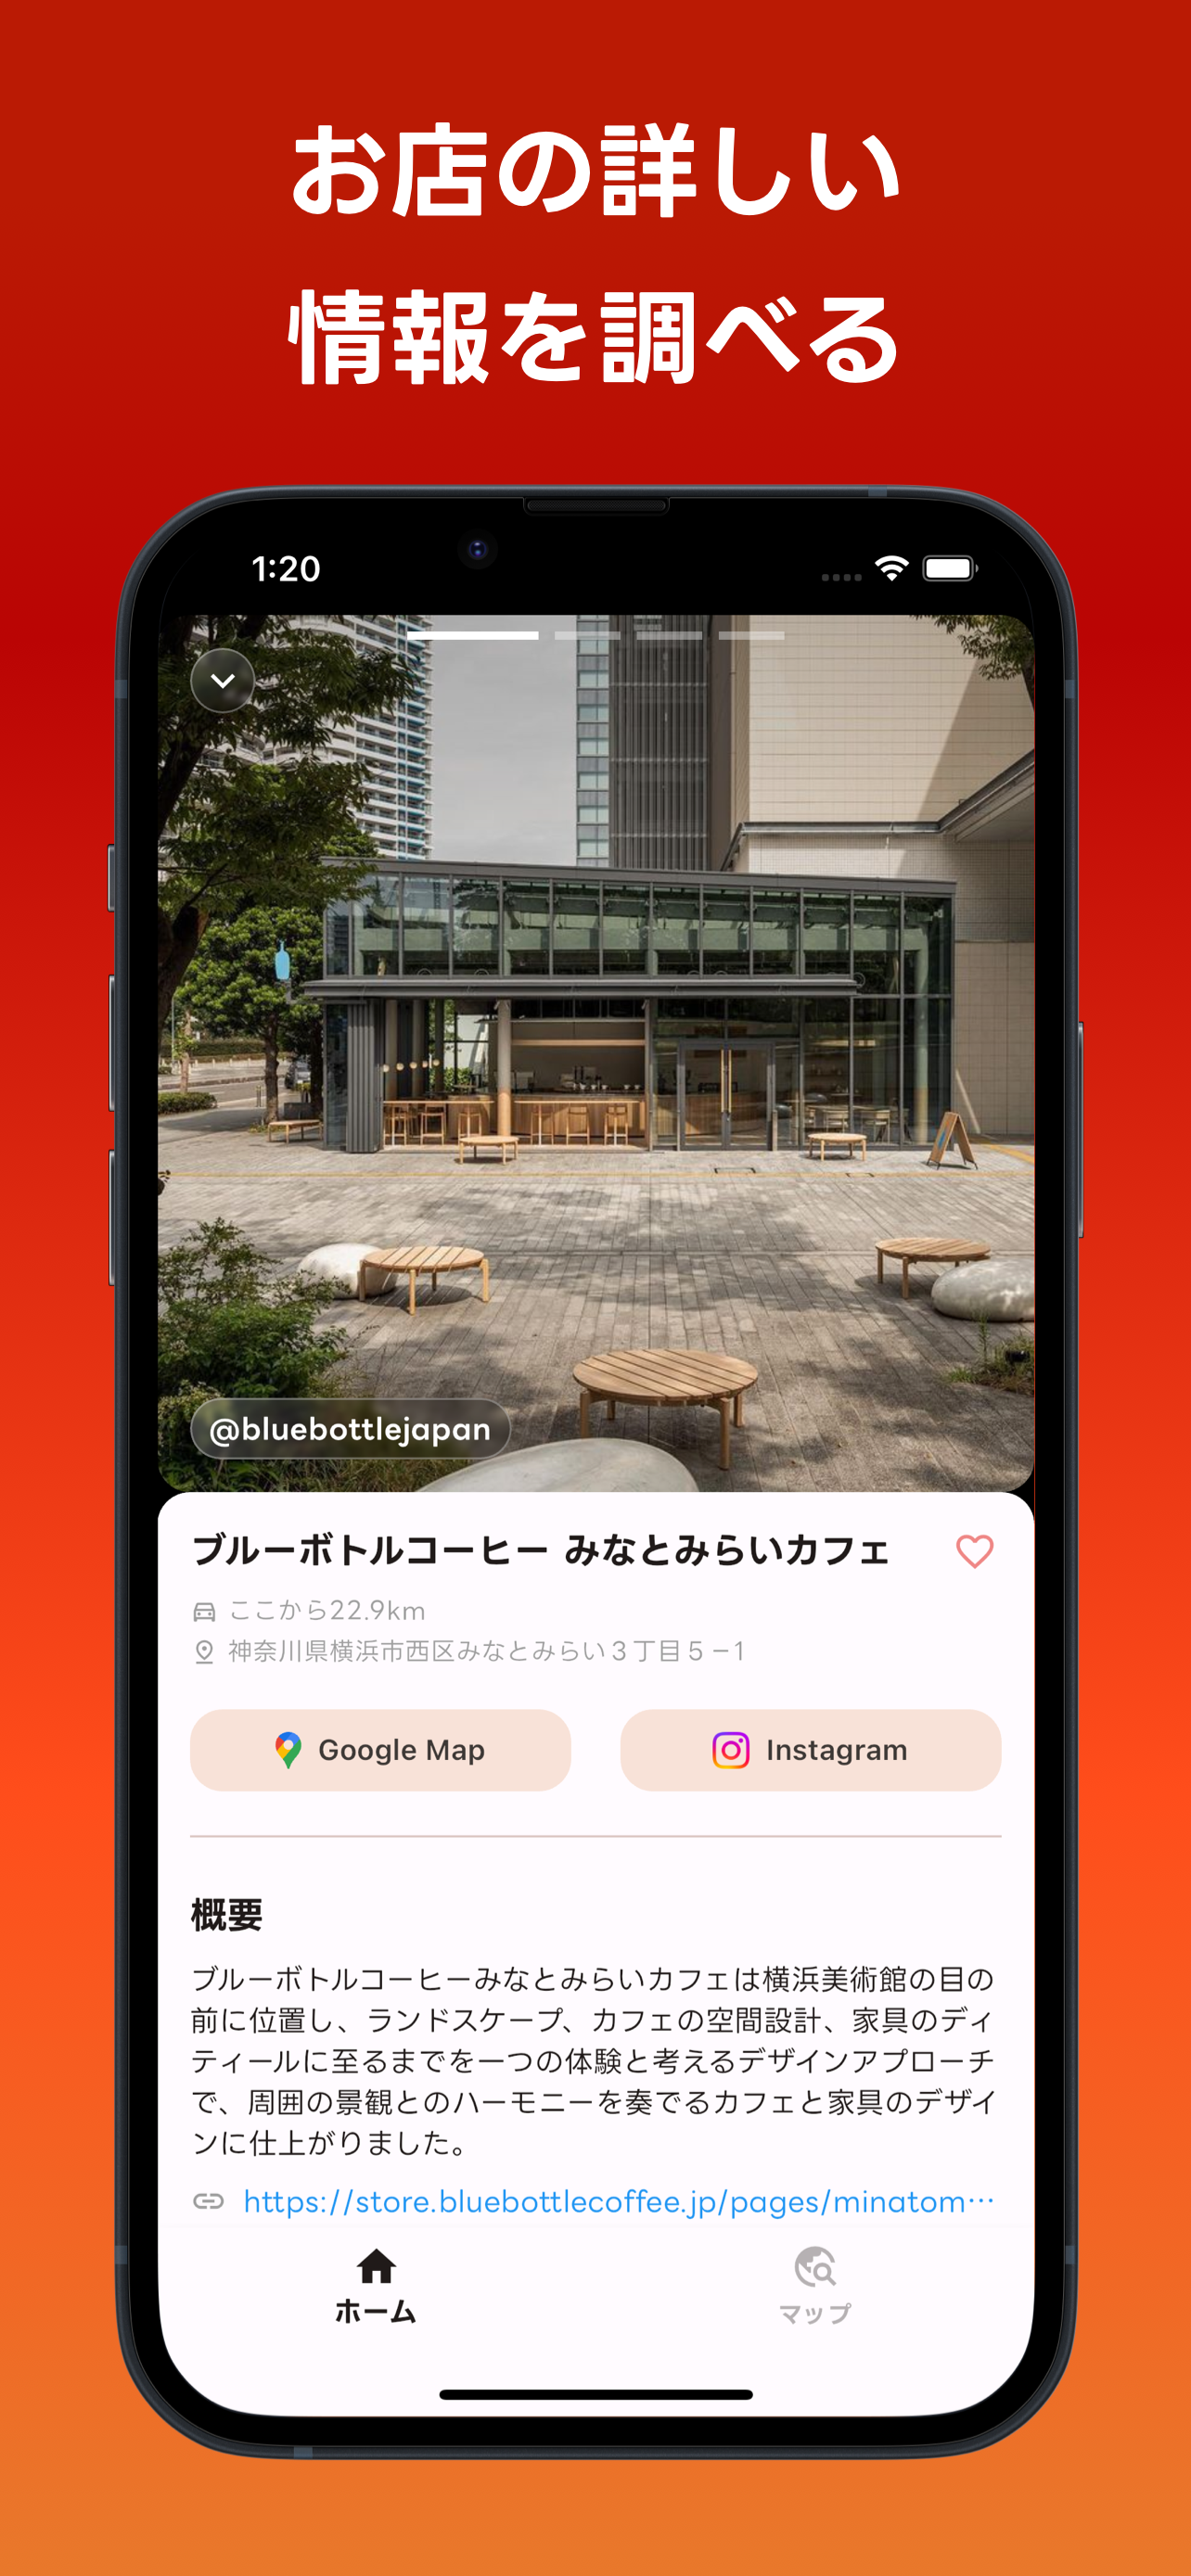 お店の詳しい
情報を調べる
1:20
@bluebottlejapan
ブルーボトルコーヒー みなとみらいカフェ
ここから22.9km
神奈川県横浜市西区みなとみらい３丁目５−1
Google Map
Instagram
概要
ブルーボトルコーヒーみなとみらいカフェは横浜美術館の目の
前に位置し、ランドスケープ、カフェの空間設計、家具のディ
ティールに至るまでを一つの体験と考えるデザインアプローチ
で、周囲の景観とのハーモニーを奏でるカフェと家具のデザイ
ンに仕上がりました。
https://store.bluebottlecoffee.jp/pages/minatom…
ホーム
マップ